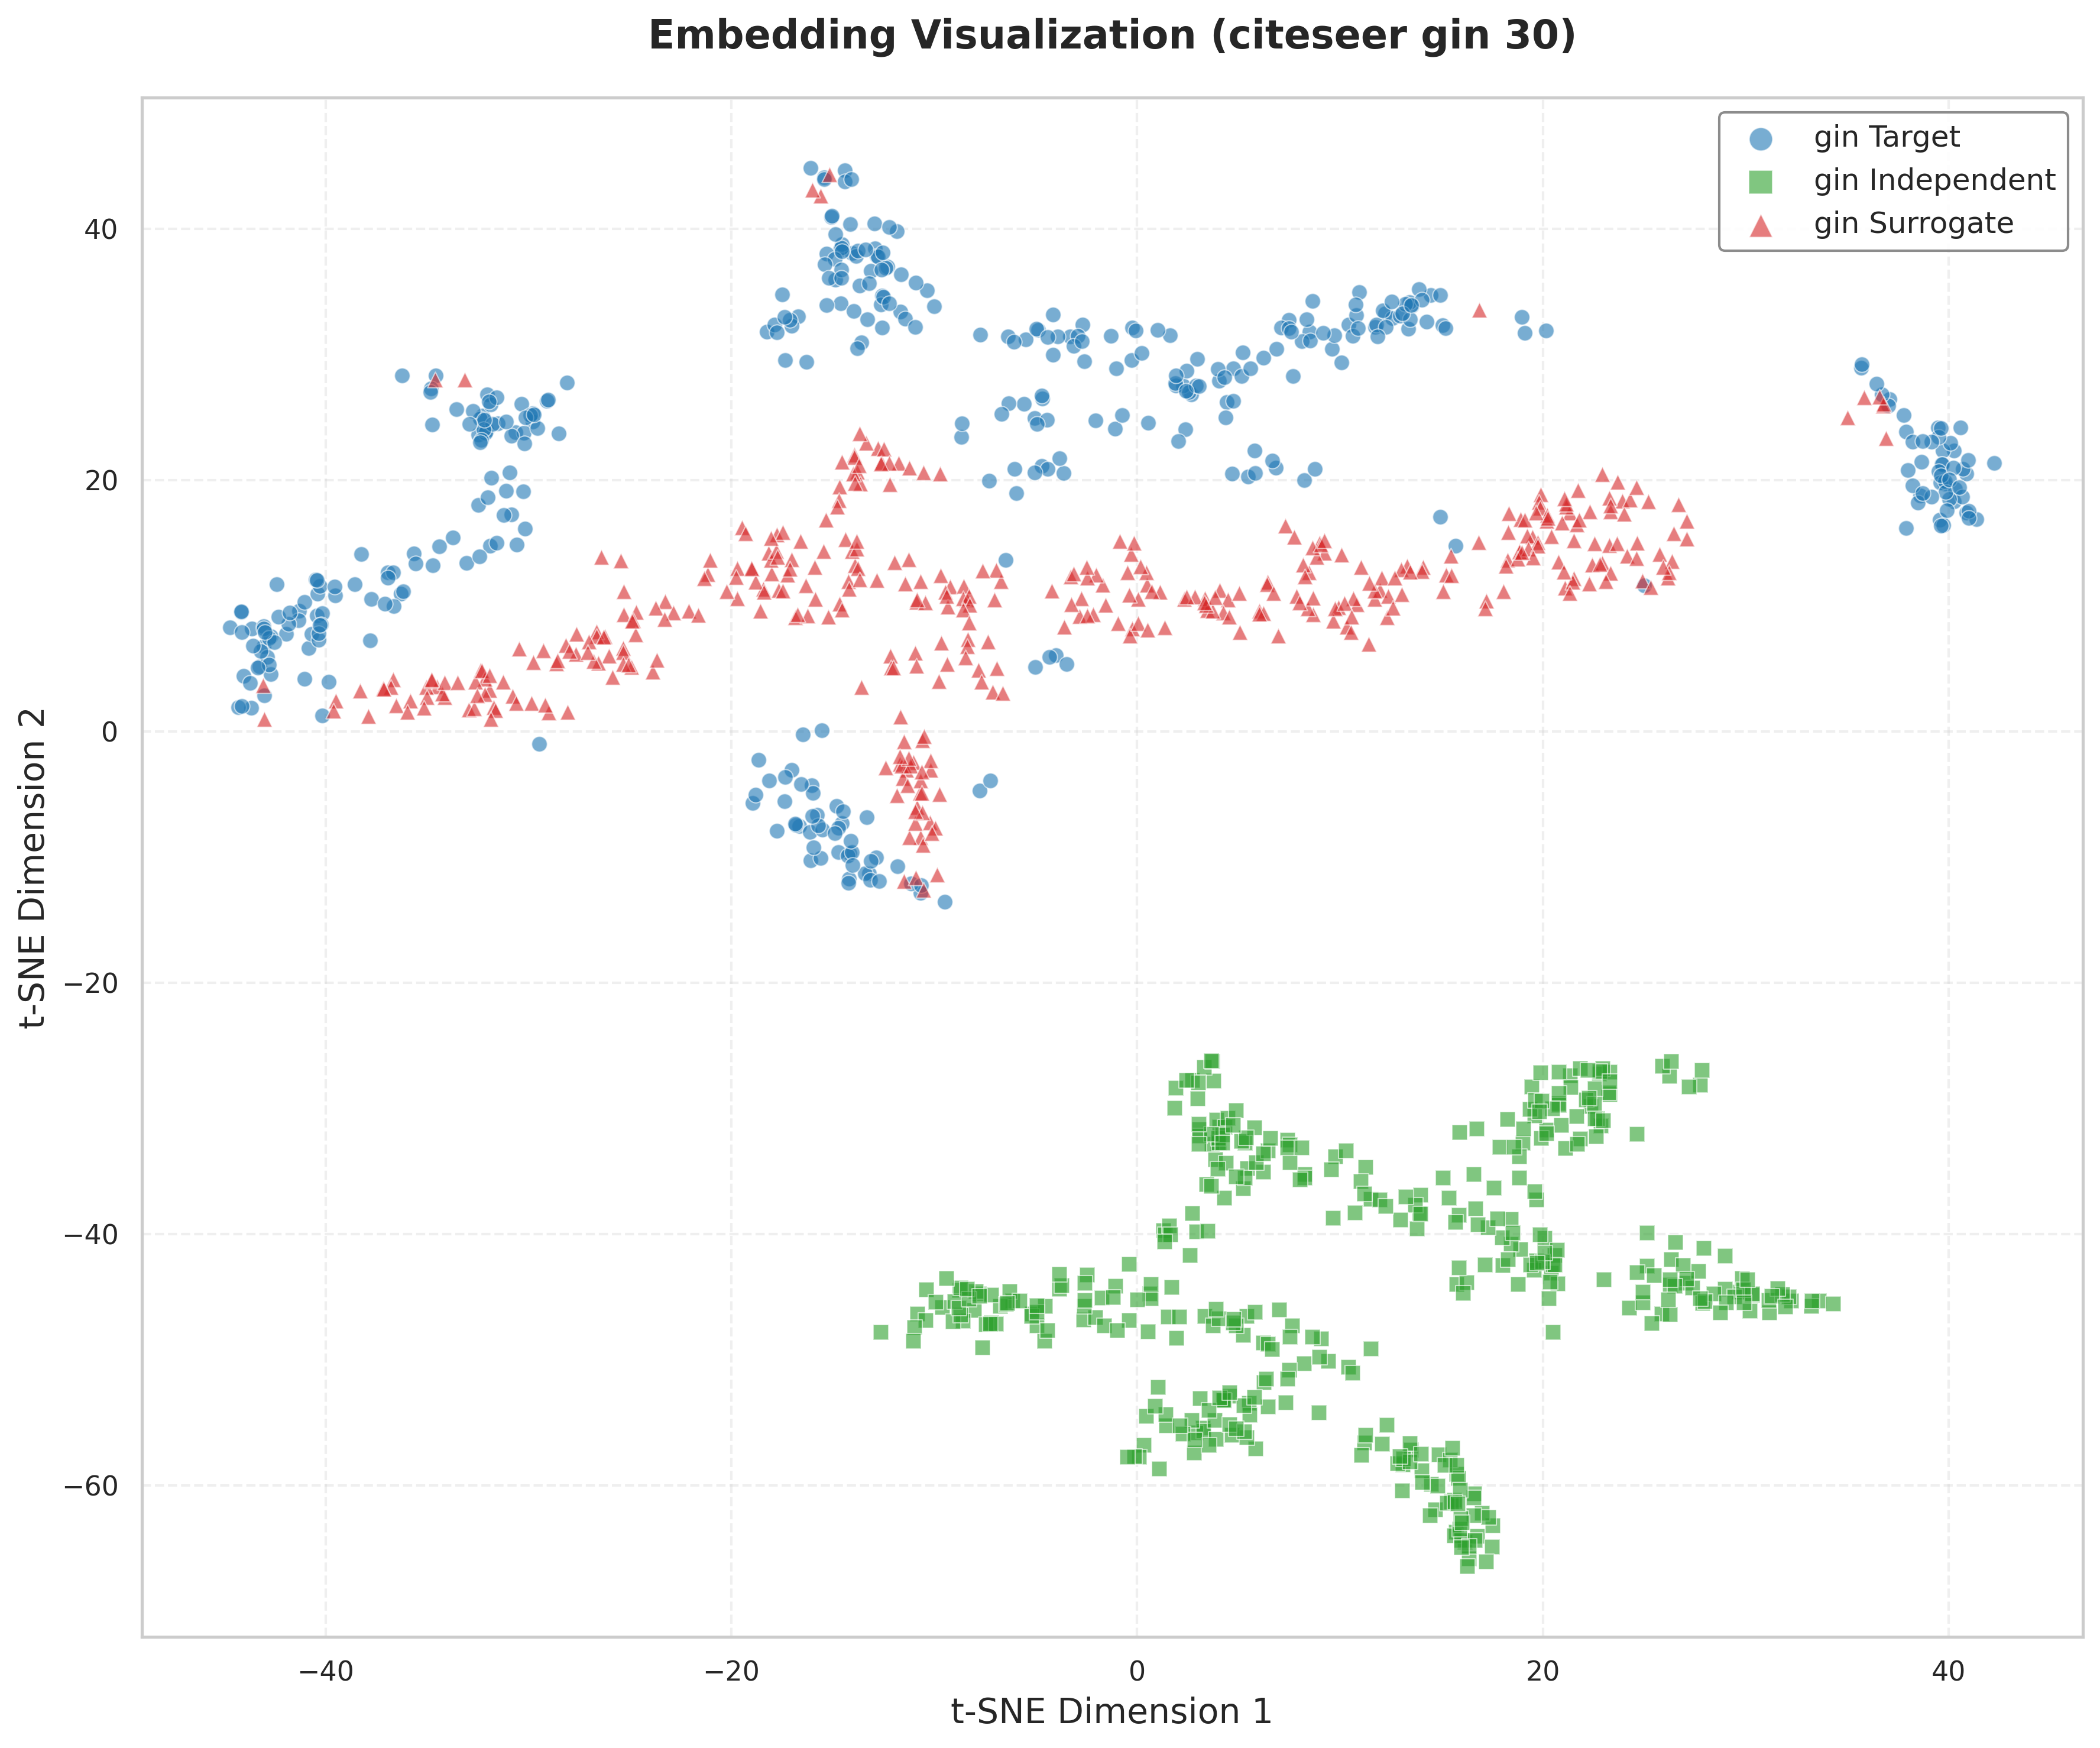 Embedding Visualization (citeseer gin 30)
gin Target
gin Independent
gin Surrogate
40
20
0
−20
−40
−60
t-SNE Dimension 2
−40
−20
0
20
40
t-SNE Dimension 1